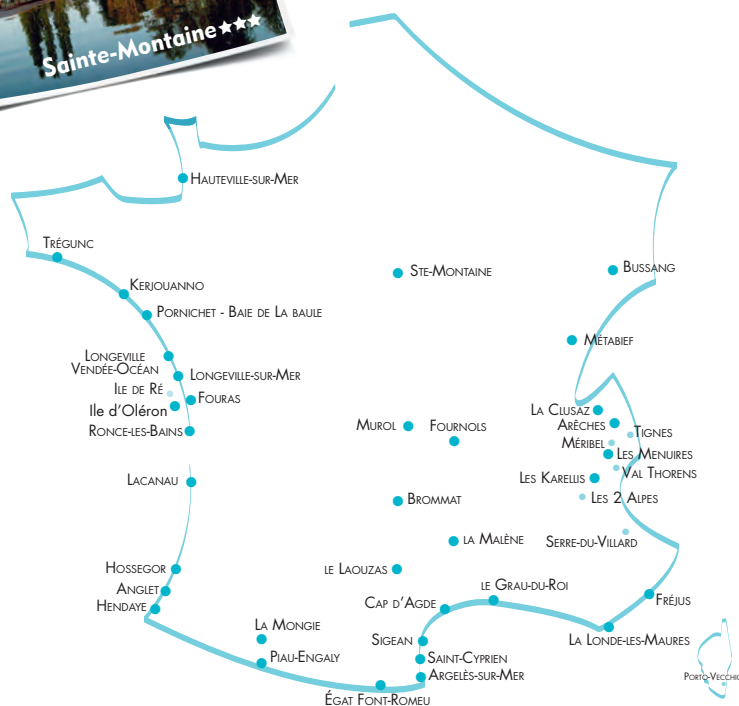 Sainte-Montaine★★★
HAUTEVILLE-SUR-MER
TRÉGUNC
STE-MONTAINE
BUSSANG
KERJOUANNO
PORNICHET - BAIE DE LA BAULE
MÉTABIEF
LONGEVILLE
VENDÉE-OCÉAN
LONGEVILLE-SUR-MER
ILE DE RÉ
FOURAS
Ile d'Oléron
RONCE-LES-BAINS
LA CLUSAZ
ARÊCHES
TIGNES
MÉRIBEL
LES MENUIRES
VAL THORENS
LES KARELLIS
LES 2 ALPES
MUROL
FOURNOLS
LACANAU
BROMMAT
LA MALÈNE
SERRE-DU-VILLARD
HOSSEGOR
LE LAOUZAS
ANGLET
LE GRAU-DU-ROI
HENDAYE
CAP D'AGDE
FRÉJUS
LA MONGIE
SIGEAN
LA LONDE-LES-MAURES
PIAU-ENGALY
SAINT-CYPRIEN
ARGELÈS-SUR-MER
PORTO-VECCHIO
ÉGAT FONT-ROMEU